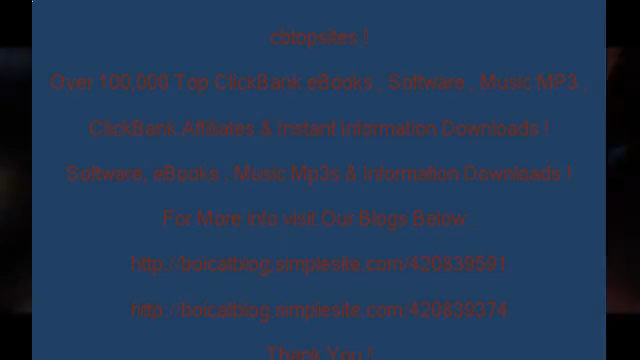 cbtopsites !
Over 100,000 Top ClickBank eBooks , Software , Music MP3 ,
ClickBank Affiliates & Instant Information Downloads !
Software, eBooks , Music Mp3s & Information Downloads !
For More info visit Our Blogs Below
http://boicatblog.simplesite.com/420839591
http://boicatblog.simplesite.com/420839374
Thank You !